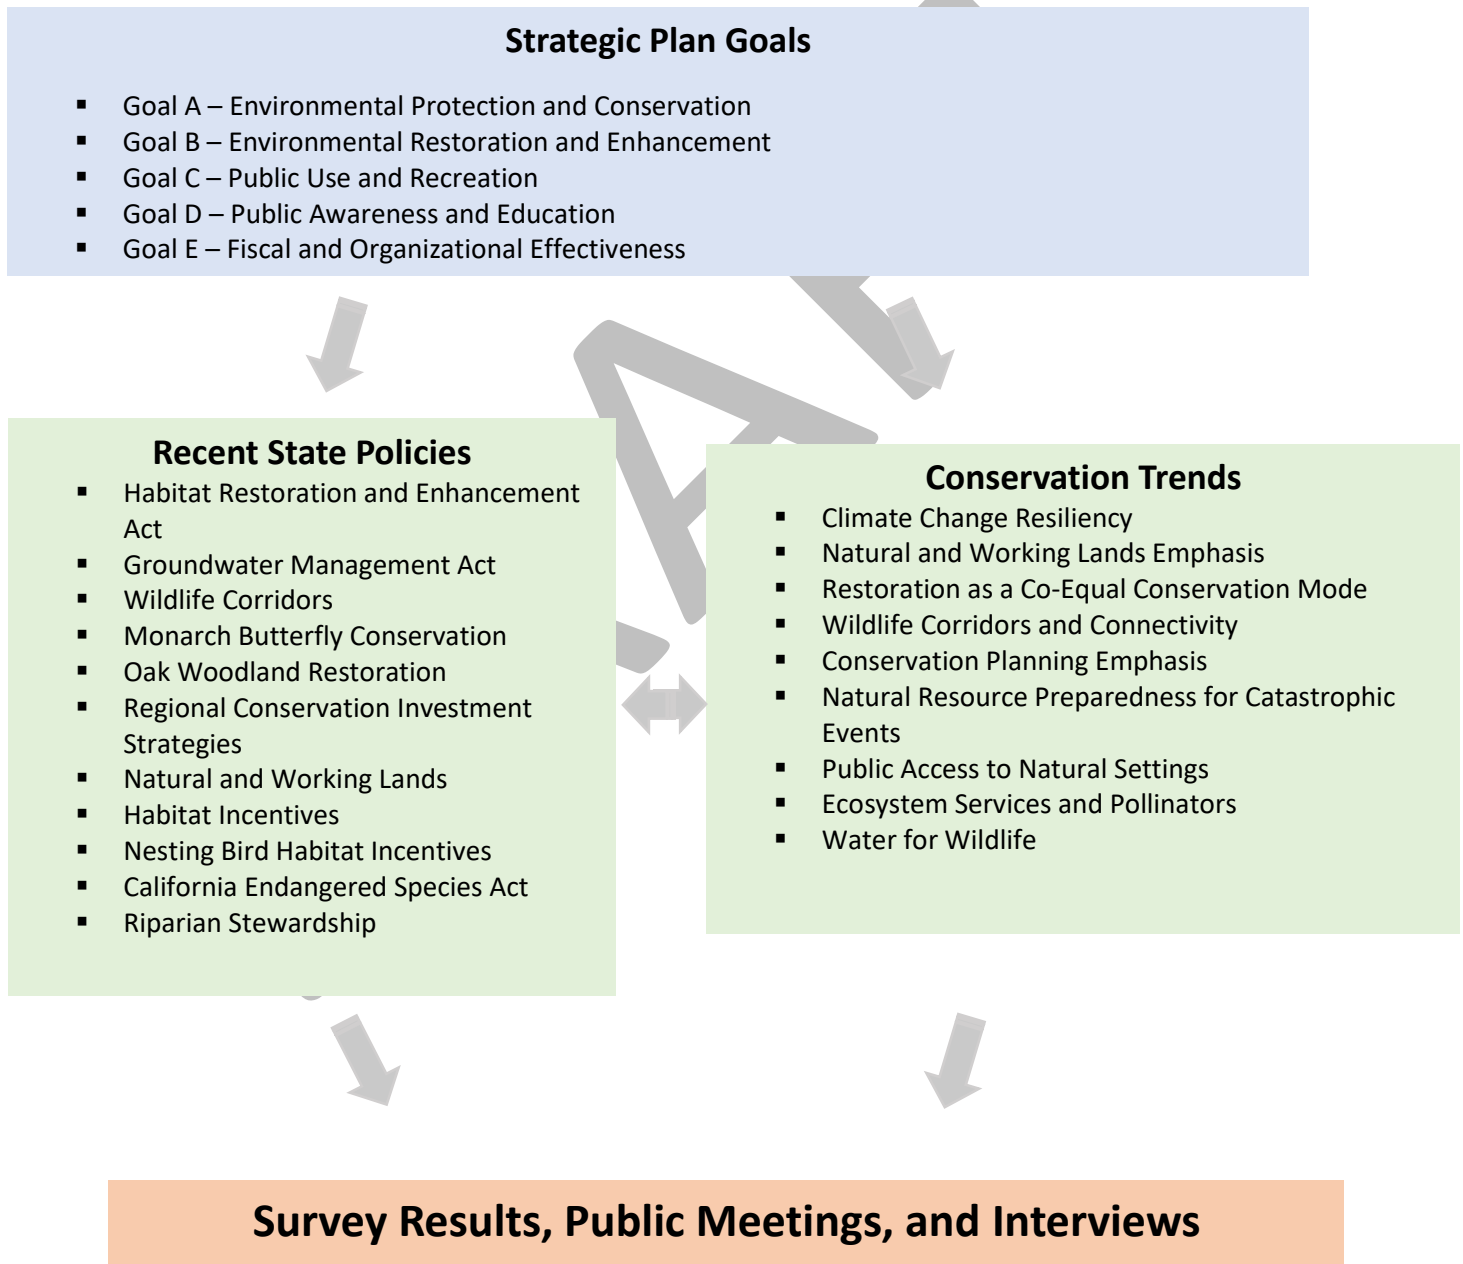 Strategic Plan Goals
▪ Goal A – Environmental Protection and Conservation
▪ Goal B – Environmental Restoration and Enhancement
▪ Goal C – Public Use and Recreation
▪ Goal D – Public Awareness and Education
▪ Goal E – Fiscal and Organizational Effectiveness
Recent State Policies
▪ Habitat Restoration and Enhancement
Act
▪ Groundwater Management Act
▪ Wildlife Corridors
▪ Monarch Butterfly Conservation
▪ Oak Woodland Restoration
▪ Regional Conservation Investment
Strategies
▪ Natural and Working Lands
▪ Habitat Incentives
▪ Nesting Bird Habitat Incentives
▪ California Endangered Species Act
▪ Riparian Stewardship
Conservation Trends
▪ Climate Change Resiliency
▪ Natural and Working Lands Emphasis
▪ Restoration as a Co-Equal Conservation Mode
▪ Wildlife Corridors and Connectivity
▪ Conservation Planning Emphasis
▪ Natural Resource Preparedness for Catastrophic
Events
▪ Public Access to Natural Settings
▪ Ecosystem Services and Pollinators
▪ Water for Wildlife
Survey Results, Public Meetings, and Interviews